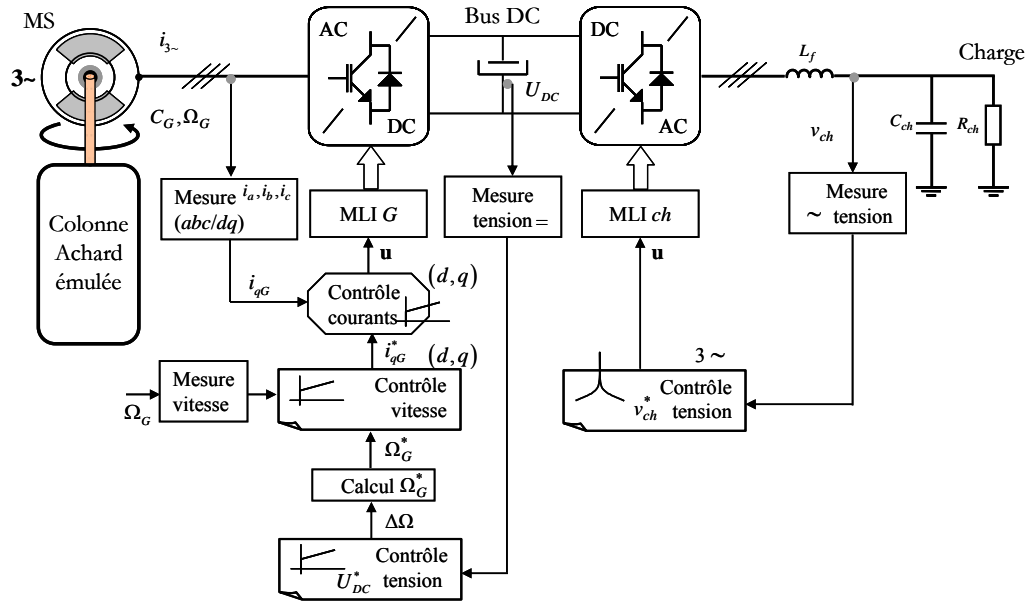 MS
3~
i3~
CG, ΩG
AC
DC
Bus DC
UDC
DC
AC
Lf
Charge
vch
Cch
Rch
Colonne
Achard
émulée
Mesure ia, ib, ic
(abc/dq)
MLI G
Mesure
tension =
MLI ch
Mesure
~ tension
u
u
iqG
(d, q)
Contrôle
courants
i*qG
(d, q)
3 ~
Mesure
vitesse
ΩG
Contrôle
vitesse
Contrôle
v*ch tension
Ω*G
Calcul Ω*G
ΔΩ
Contrôle
U*DC tension